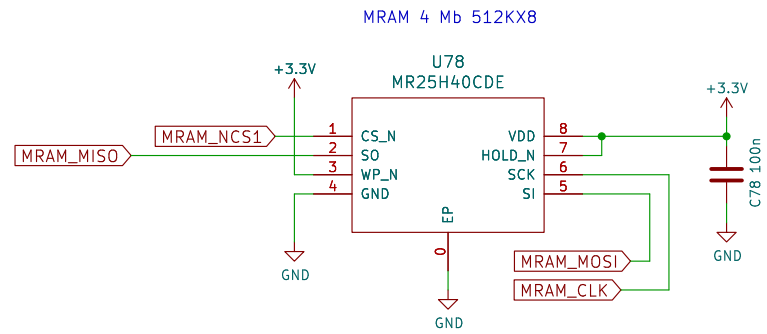 MRAM 4 Mb 512KX8
U78
MR25H40CDE
+3.3V
+3.3V
MRAM_NCS1
1
CS_N
VDD
8
MRAM_MISO
2
SO
HOLD_N
7
3
WP_N
SCK
6
4
GND
SI
5
C78 100n
EP
0
GND
GND
MRAM_MOSI
MRAM_CLK
GND